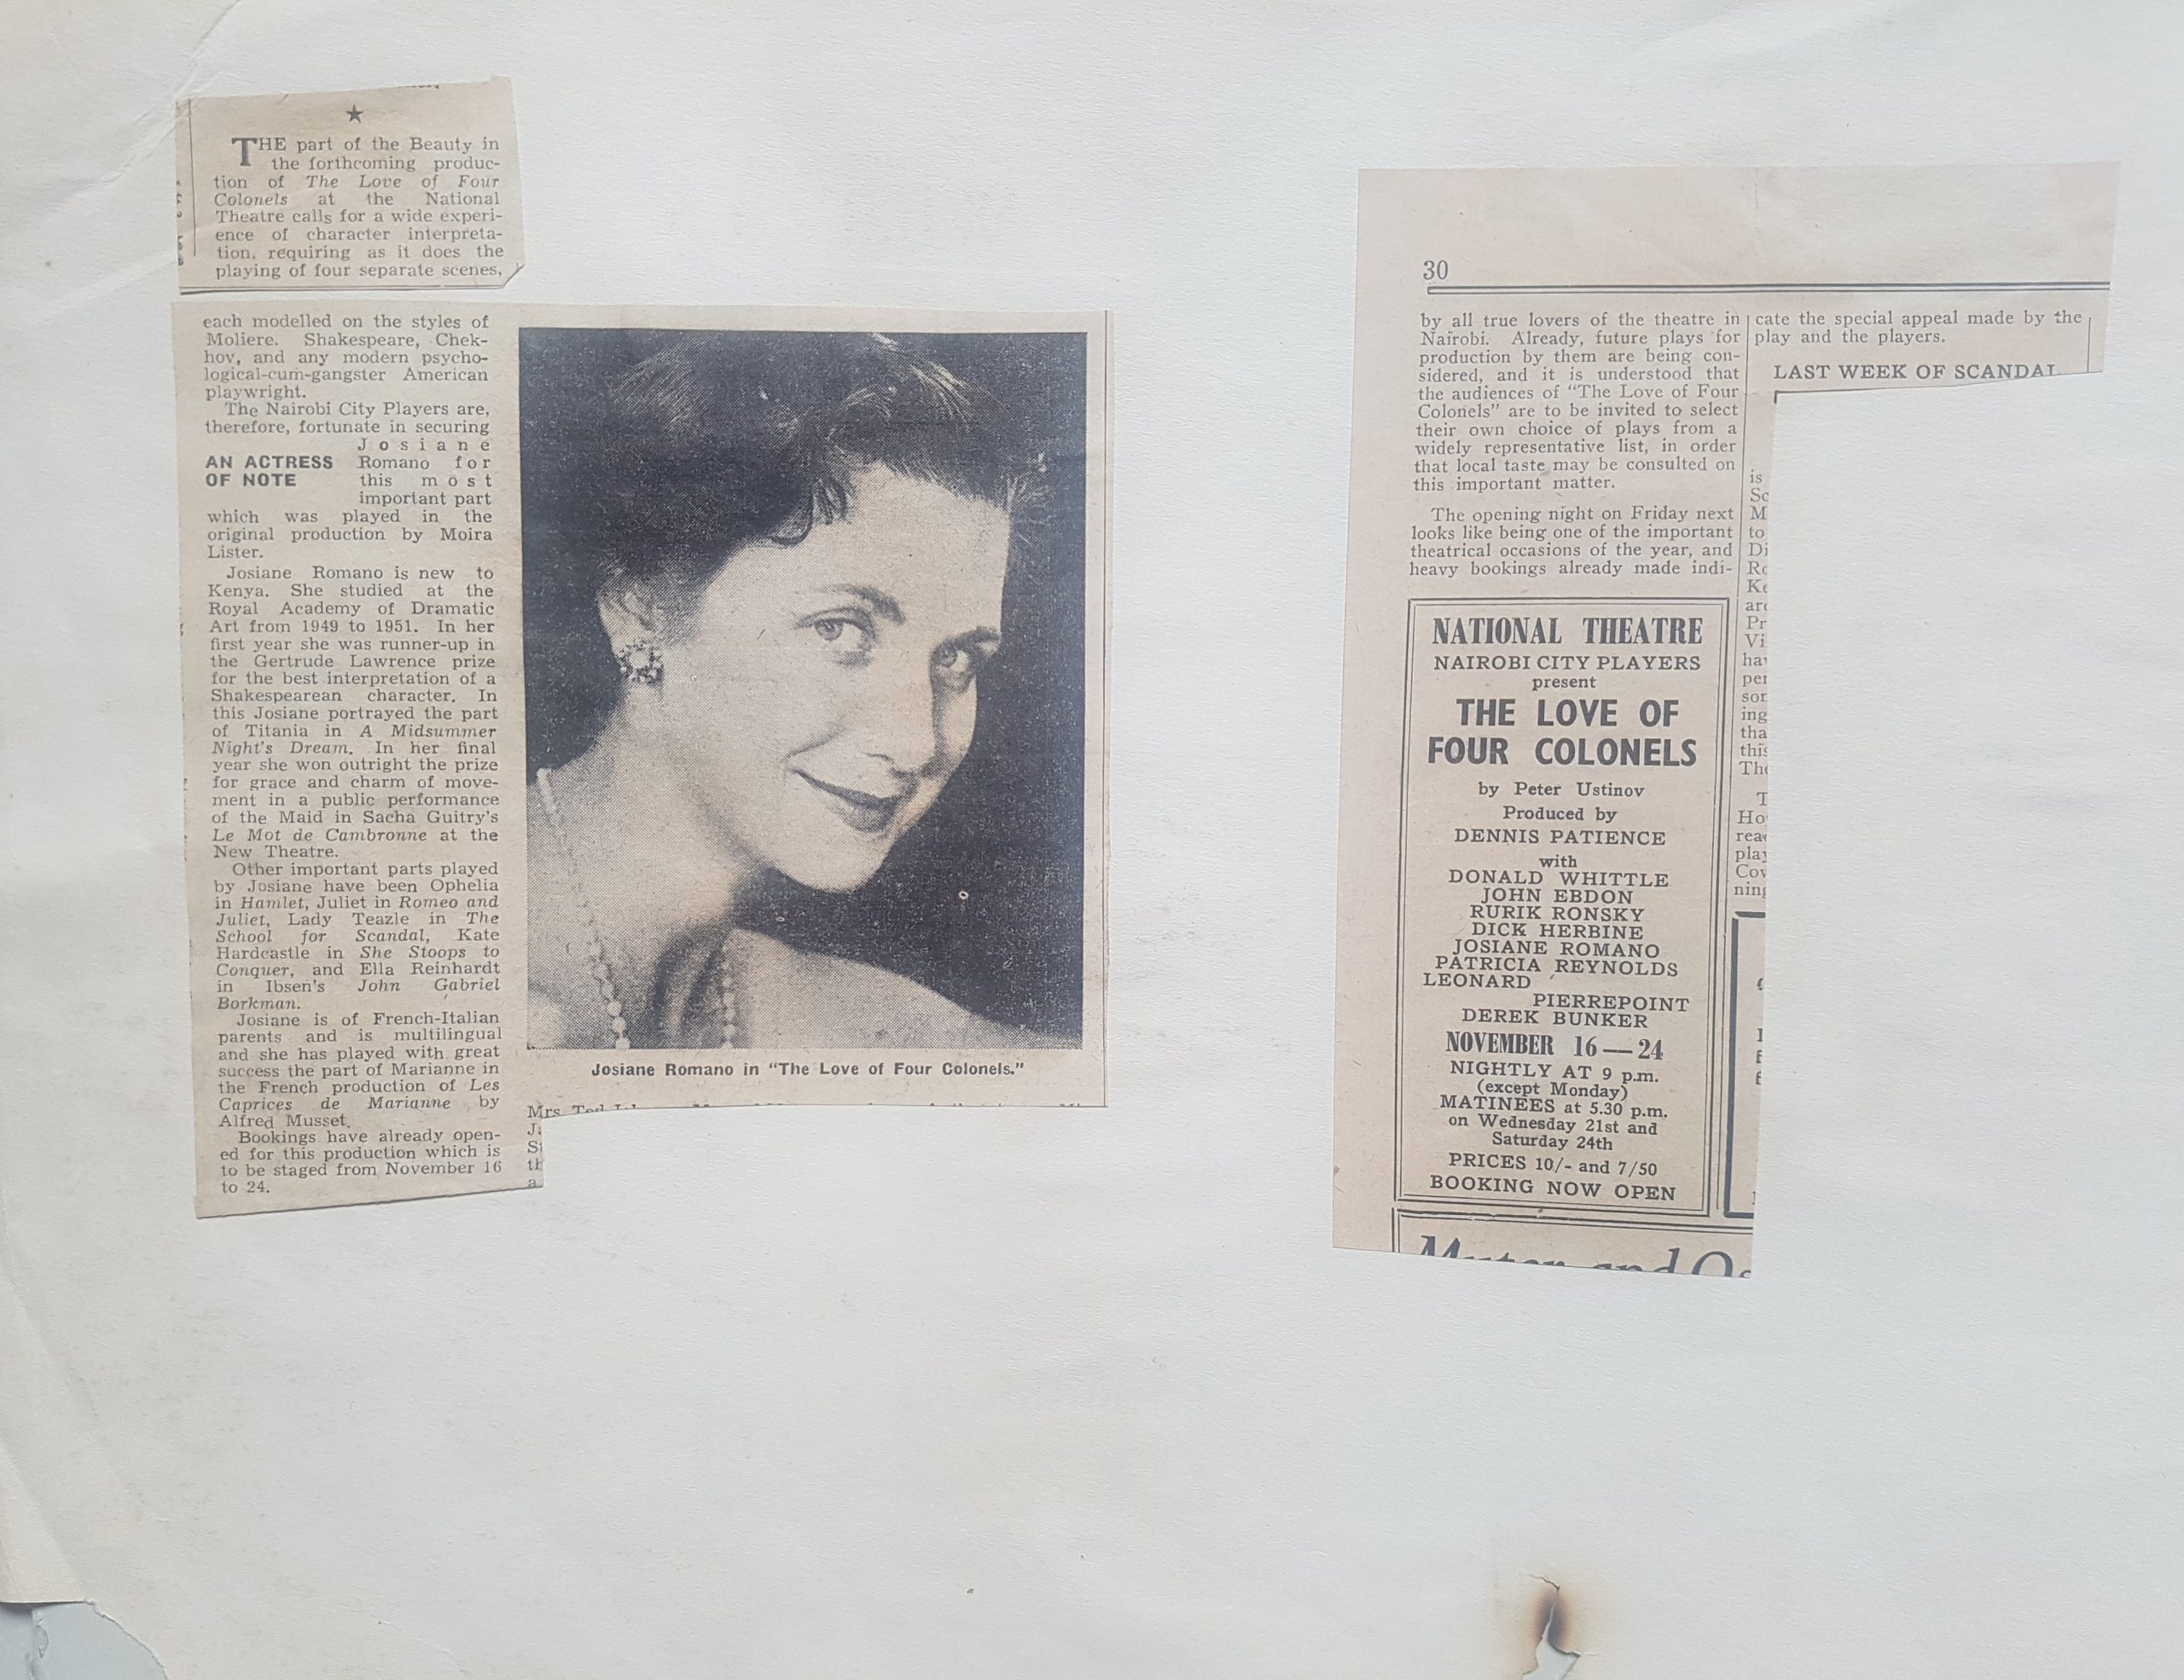 THE part of the Beauty in
the forthcoming produc-
tion of The Love of Four
Colonels at the National
Theatre calls for a wide experi-
ence of character interpreta-
tion, requiring as it does the
playing of four separate scenes,
each modelled on the styles of
Moliere. Shakespeare, Chek-
hov, and any modern psycho-
logical-cum-gangster American
playwright.
The Nairobi City Players are,
therefore, fortunate in securing
Josiane
AN ACTRESS Romano for
OF NOTE this most
important part
which was played in the
original production by Moira
Lister.
Josiane Romano is new to
Kenya. She studied at the
Royal Academy of Dramatic
Art from 1949 to 1951. In her
first year she was runner-up in
the Gertrude Lawrence prize
for the best interpretation of a
Shakespearean character. In
this Josiane portrayed the part
of Titania in A Midsummer
Night's Dream. In her final
year she won outright the prize
for grace and charm of move-
ment in a public performance
of the Maid in Sacha Guitry's
Le Mot de Cambronne at the
New Theatre.
Other important parts played
by Josiane have been Ophelia
in Hamlet, Juliet in Romeo and
Juliet, Lady Teazle in The
School for Scandal, Kate
Hardcastle in She Stoops to
Conquer, and Ella Reinhardt
in Ibsen's John Gabriel
Borkman.
Josiane is of French-Italian
parents and is multilingual
and she has played with great
success the part of Marianne in
the French production of Les
Caprices de Marianne by
Alfred Musset.
Bookings have already open-
ed for this production which is
to be staged from November 16
to 24.
Josiane Romano in "The Love of Four Colonels."
Mrs
30
by all true lovers of the theatre in
Nairobi. Already, future plays for
production by them are being con-
sidered, and it is understood that
the audiences of "The Love of Four
Colonels" are to be invited to select
their own choice of plays from a
widely representative list, in order
that local taste may be consulted on
this important matter.
The opening night on Friday next
looks like being one of the important
theatrical occasions of the year, and
heavy bookings already made indi-
NATIONAL THEATRE
NAIROBI CITY PLAYERS
present
THE LOVE OF
FOUR COLONELS
by Peter Ustinov
Produced by
DENNIS PATIENCE
with
DONALD WHITTLE
JOHN EBDON
RURIK RONSKY
DICK HERBINE
JOSIANE ROMANO
PATRICIA REYNOLDS
LEONARD
PIERREPOINT
DEREK BUNKER
NOVEMBER 16—24
NIGHTLY AT 9 p.m.
(except Monday)
MATINEES at 5.30 p.m.
on Wednesday 21st and
Saturday 24th
PRICES 10/- and 7/50
BOOKING NOW OPEN
cate the special appeal made by the
play and the players.
LAST WEEK OF SCANDAL
is
Sc
M
to
Di
Ro
Ke
are
Pr
Vi
hav
per
son
ing
tha
this
The
T
Ho
rea
play
Cov
ning